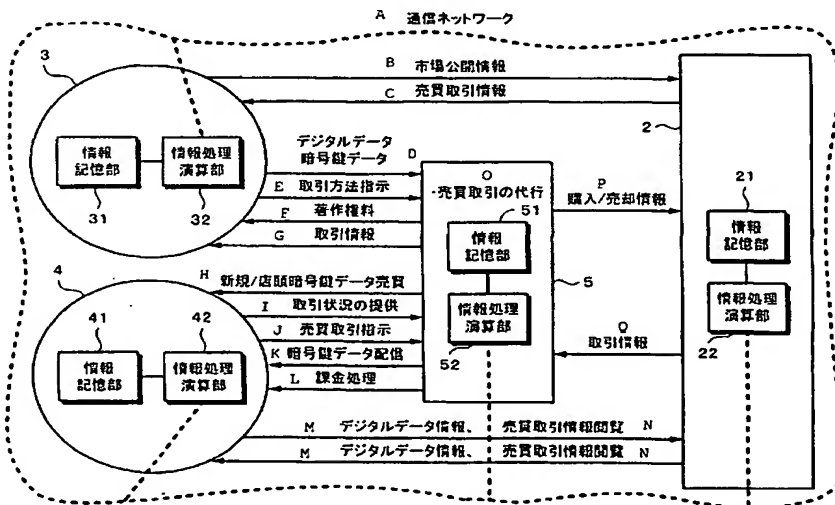 A 通信ネットワーク
3
B 市場公開情報
C 売買取引情報
2
情報
記憶部
情報処理
演算部
31
32
デジタルデータ
暗号鍵データ D
E 取引方法指示
F 著作権料
G 取引情報
O
・売買取引の代行
51
情報
記憶部
情報処理
演算部
52
5
P
購入/売却情報
21
情報
記憶部
情報処理
演算部
22
Q
取引情報
4
H 新規/店頭暗号鍵データ売買
I 取引状況の提供
J 売買取引指示
K 暗号鍵データ配信
L 課金処理
41
42
情報
記憶部
情報処理
演算部
M デジタルデータ情報、 売買取引情報閲覧 N
M デジタルデータ情報、 売買取引情報閲覧 N